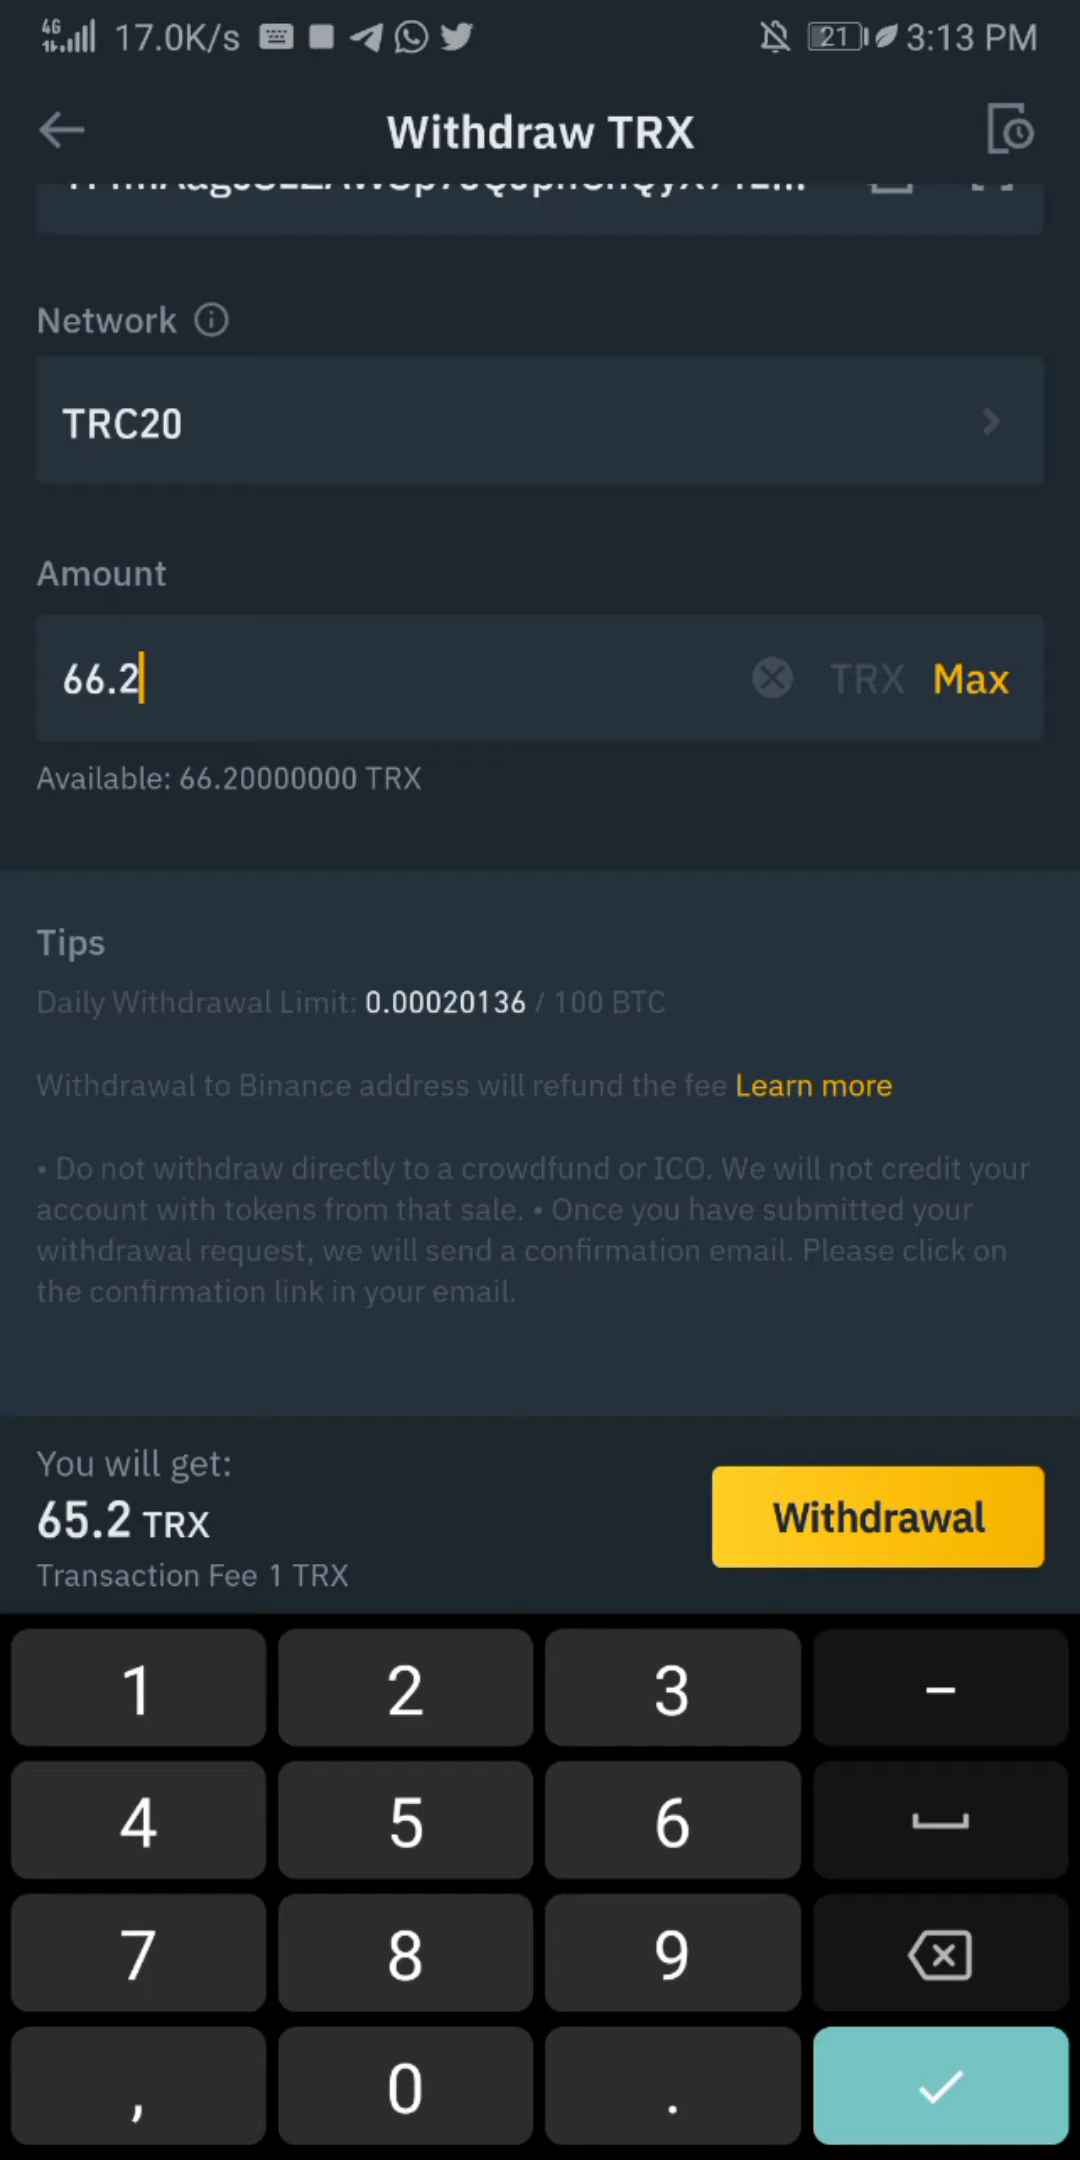 4G 17.0K/s 21 3:13 PM
Withdraw TRX
Network
TRC20
Amount
66.2 TRX Max
Available: 66.20000000 TRX
Tips
Daily Withdrawal Limit: 0.00020136 / 100 BTC
Withdrawal to Binance address will refund the fee Learn more
• Do not withdraw directly to a crowdfund or ICO. We will not credit your
account with tokens from that sale. • Once you have submitted your
withdrawal request, we will send a confirmation email. Please click on
the confirmation link in your email.
You will get:
65.2 TRX
Withdrawal
Transaction Fee 1 TRX
1 2 3 –
4 5 6
7 8 9
, 0 .